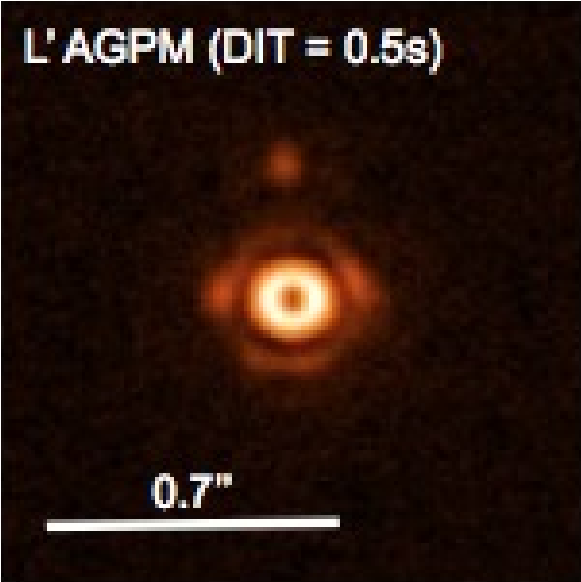 L' AGPM (DIT = 0.5s)
0.7"